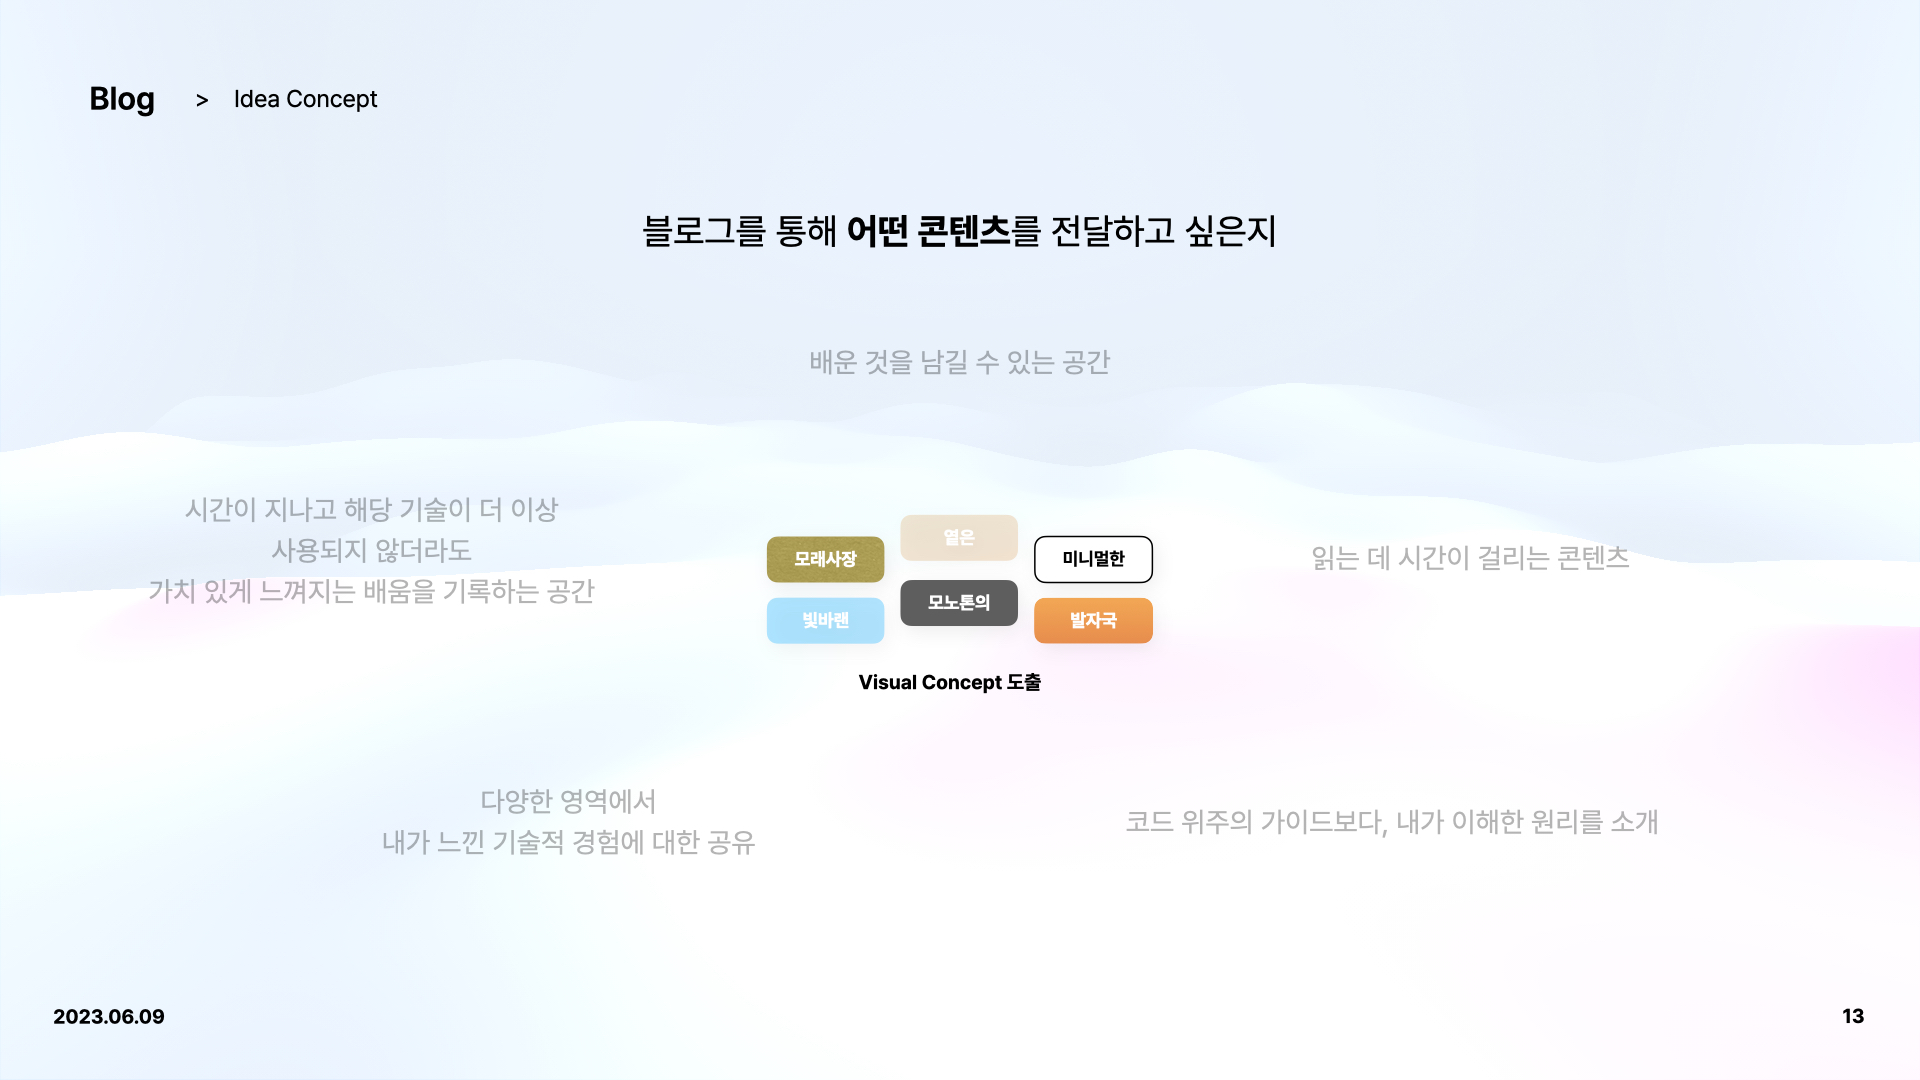 Blog > Idea Concept
블로그를 통해 어떤 콘텐츠를 전달하고 싶은지
배운 것을 남길 수 있는 공간
시간이 지나고 해당 기술이 더 이상
사용되지 않더라도
가치 있게 느껴지는 배움을 기록하는 공간
모래사장
옅은
미니멀한
빛바랜
모노톤의
발자국
Visual Concept 도출
읽는 데 시간이 걸리는 콘텐츠
다양한 영역에서
내가 느낀 기술적 경험에 대한 공유
코드 위주의 가이드보다, 내가 이해한 원리를 소개
2023.06.09
13